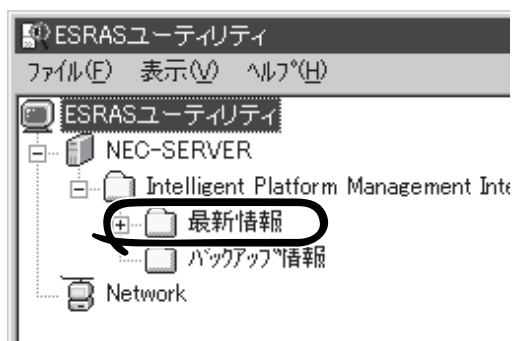 ESRASユーティリティ
ファイル(F) 表示(V) ヘルプ(H)
ESRASユーティリティ
NEC-SERVER
Intelligent Platform Management Inte
最新情報
バックアップ情報
Network